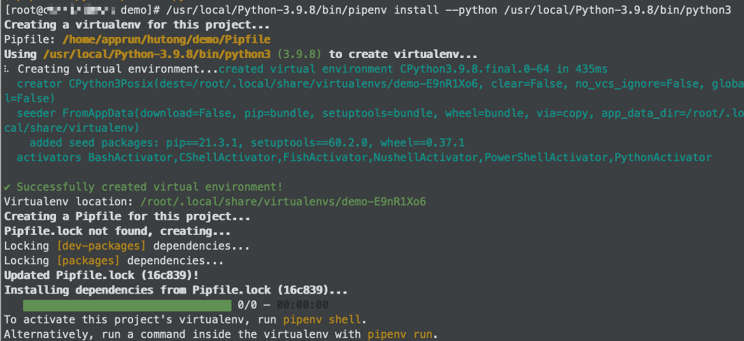 [root@c demo]# /usr/local/Python-3.9.8/bin/pipenv install --python /usr/local/Python-3.9.8/bin/python3
Creating a virtualenv for this project...
Pipfile: /home/apprun/hutong/demo/Pipfile
Using /usr/local/Python-3.9.8/bin/python3 (3.9.8) to create virtualenv...
⠇ Creating virtual environment...created virtual environment CPython3.9.8.final.0-64 in 435ms
creator CPython3Posix(dest=/root/.local/share/virtualenvs/demo-E9nR1Xo6, clear=False, no_vcs_ignore=False, globa
l=False)
seeder FromAppData(download=False, pip=bundle, setuptools=bundle, wheel=bundle, via=copy, app_data_dir=/root/.lo
cal/share/virtualenv)
added seed packages: pip==21.3.1, setuptools==60.2.0, wheel==0.37.1
activators BashActivator,CShellActivator,FishActivator,NushellActivator,PowerShellActivator,PythonActivator
✔ Successfully created virtual environment!
Virtualenv location: /root/.local/share/virtualenvs/demo-E9nR1Xo6
Creating a Pipfile for this project...
Pipfile.lock not found, creating...
Locking [dev-packages] dependencies...
Locking [packages] dependencies...
Updated Pipfile.lock (16c839)!
Installing dependencies from Pipfile.lock (16c839)...
0/0 — 00:00:00
To activate this project's virtualenv, run pipenv shell.
Alternatively, run a command inside the virtualenv with pipenv run.